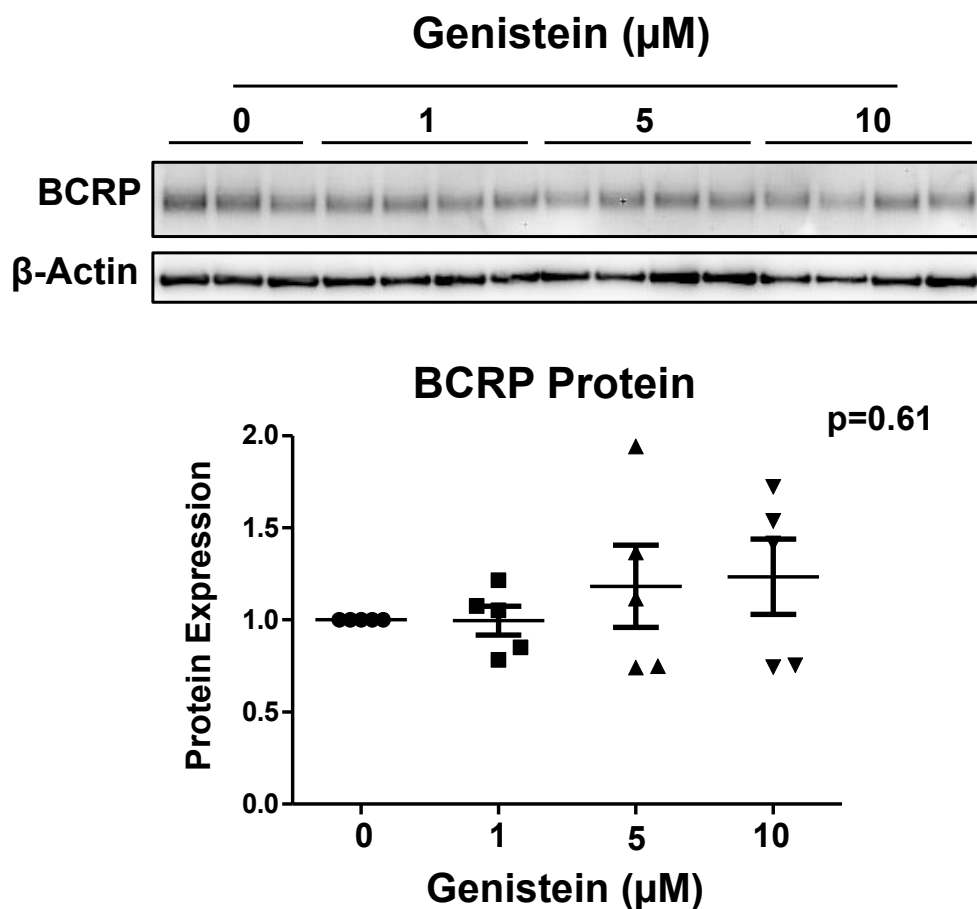 Genistein (µM)
0 1 5 10
BCRP
β-Actin
BCRP Protein
p=0.61
2.0
1.5
1.0
0.5
0.0
Protein Expression
0 1 5 10
Genistein (µM)